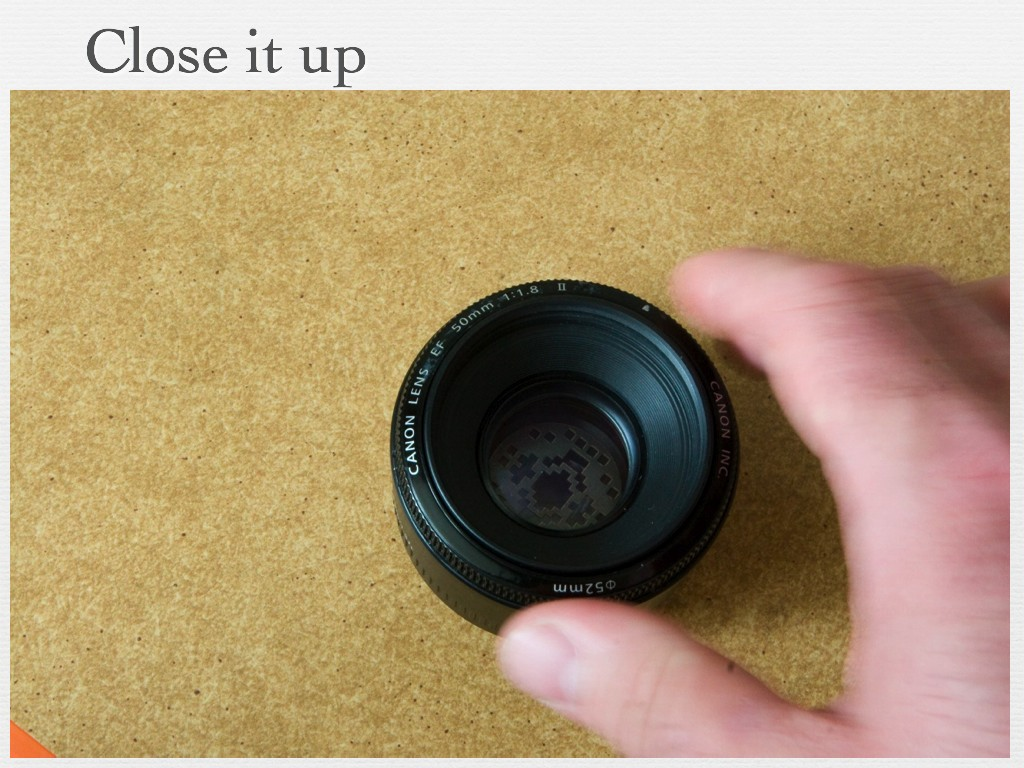 Close it up
CANON LENS EF 50mm 1:1.8 II
CANON INC.
Φ52mm